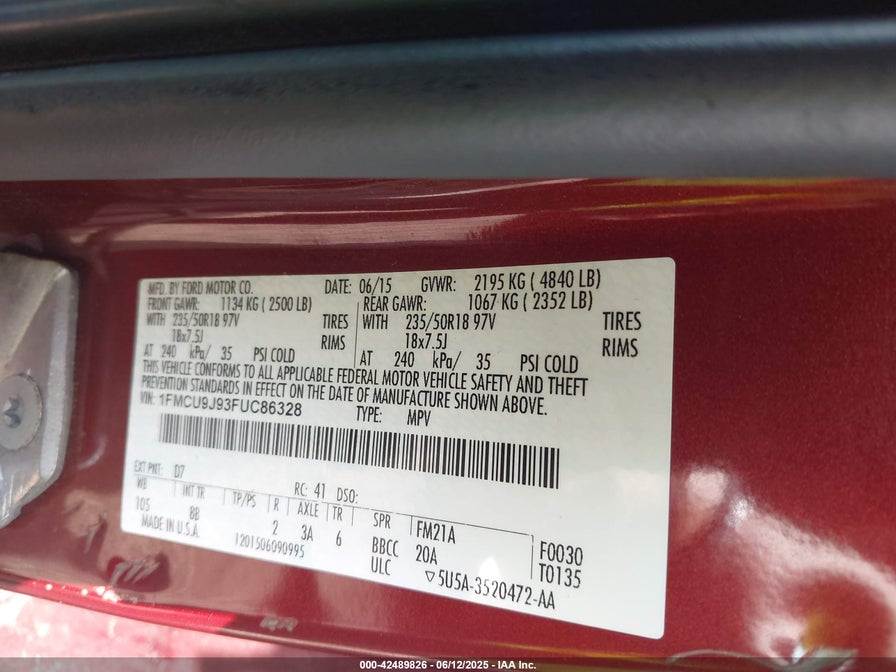 MFD. BY FORD MOTOR CO.
DATE: 06/15 GVWR: 2195 KG ( 4840 LB)
FRONT GAWR: 1134 KG ( 2500 LB) REAR GAWR: 1067 KG ( 2352 LB)
WITH 235/50R18 97V TIRES WITH 235/50R18 97V TIRES
18x7.5J RIMS 18x7.5J RIMS
AT 240 kPa/ 35 PSI COLD AT 240 kPa/ 35 PSI COLD
THIS VEHICLE CONFORMS TO ALL APPLICABLE FEDERAL MOTOR VEHICLE SAFETY AND THEFT
PREVENTION STANDARDS IN EFFECT ON THE DATE OF MANUFACTURE SHOWN ABOVE.
VIN: 1FMCU9J93FUC86328 TYPE: MPV
EXT PNT: D7 RC: 41 DSO:
WB INT TR TP/PS R AXLE TR SPR FM21A F0030
105 BB 2 3A 6 BBCC 20A T0135
MADE IN U.S.A. 1201506090995 ULC ▽5U5A-3520472-AA
000-42489826 - 06/12/2025 - IAA Inc.